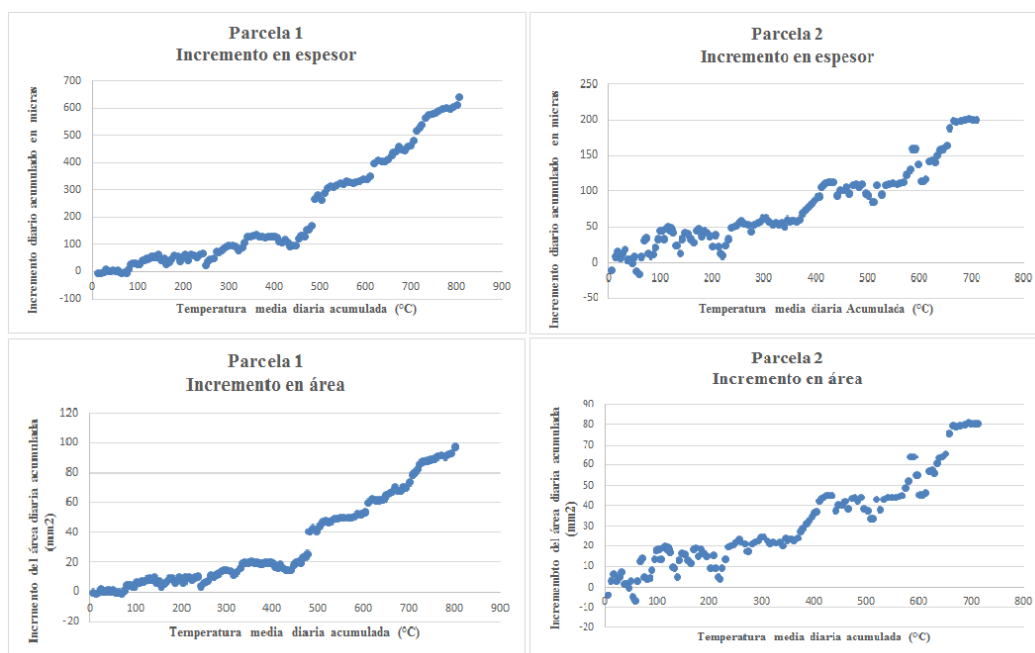 Parcela 1
Incremento en espesor
Incremento diario acumulado en micras
700
600
500
400
300
200
100
0
-100
0 100 200 300 400 500 600 700 800 900
Temperatura media diaria acumulada (°C)
Parcela 2
Incremento en espesor
Incremento diario acumulado en micras
250
200
150
100
50
0
-50
0 100 200 300 400 500 600 700 800
Temperatura media diaria Acumulada (°C)
Parcela 1
Incremento en área
Incremento del área diaria acumulada
(mm2)
120
100
80
60
40
20
0
-20
0 100 200 300 400 500 600 700 800 900
Temperatura media diaria acumulada (°C)
Parcela 2
Incremento en área
Incremento del área diaria acumulada
(mm2)
90
80
70
60
50
40
30
20
10
0
-10
-20
0 100 200 300 400 500 600 700 800
Temperatura media diaria Acumulada (°C)